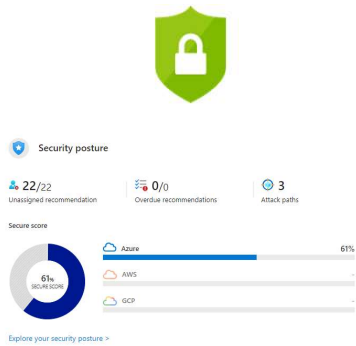 Security posture
22/22
Unassigned recommendation
0/0
Overdue recommendations
3
Attack paths
Secure score
61%
SECURE SCORE
Azure 61%
AWS -
GCP -
Explore your security posture >